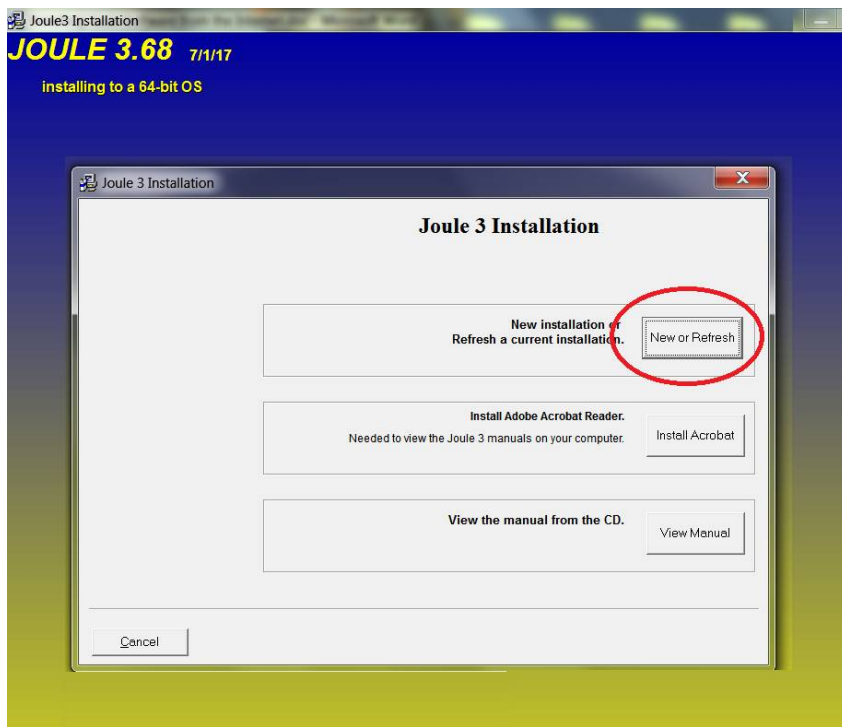 Joule3 Installation
JOULE 3.68 7/1/17
installing to a 64-bit OS
Joule 3 Installation
Joule 3 Installation
New installation or
Refresh a current installation.
New or Refresh
Install Adobe Acrobat Reader.
Needed to view the Joule 3 manuals on your computer.
Install Acrobat
View the manual from the CD.
View Manual
Cancel